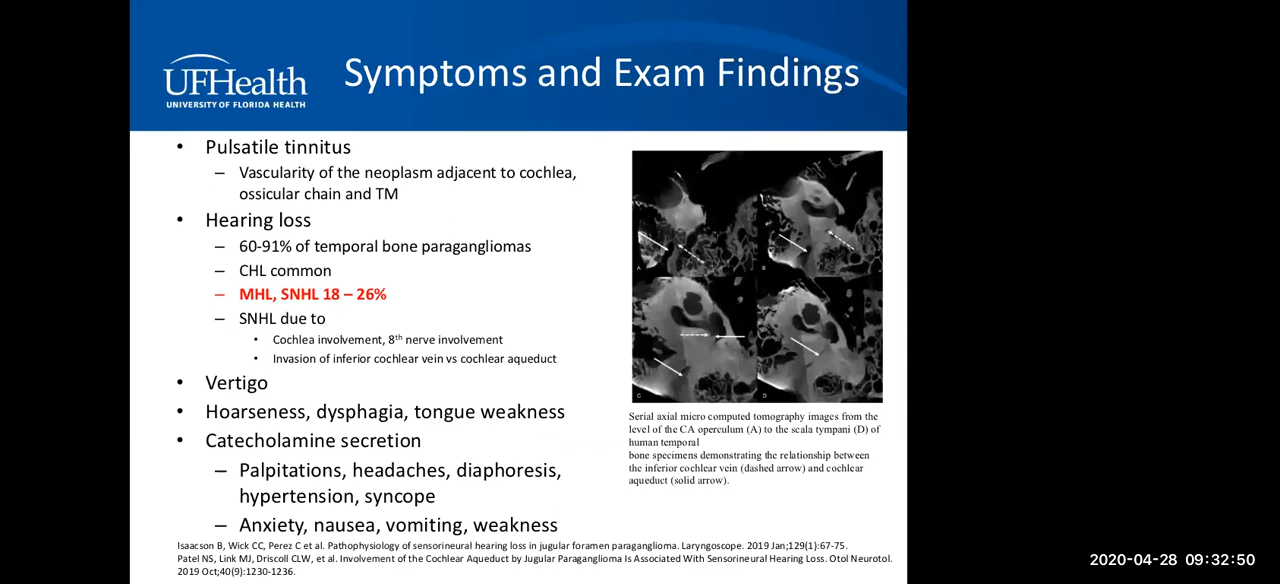 UFHealth
UNIVERSITY OF FLORIDA HEALTH
Symptoms and Exam Findings
• Pulsatile tinnitus
– Vascularity of the neoplasm adjacent to cochlea,
ossicular chain and TM
• Hearing loss
– 60-91% of temporal bone paragangliomas
– CHL common
– MHL, SNHL 18 – 26%
– SNHL due to
• Cochlea involvement, 8th nerve involvement
• Invasion of inferior cochlear vein vs cochlear aqueduct
• Vertigo
• Hoarseness, dysphagia, tongue weakness
• Catecholamine secretion
– Palpitations, headaches, diaphoresis,
hypertension, syncope
– Anxiety, nausea, vomiting, weakness
A
B
C
D
Serial axial micro computed tomography images from the
level of the CA operculum (A) to the scala tympani (D) of
human temporal
bone specimens demonstrating the relationship between
the inferior cochlear vein (dashed arrow) and cochlear
aqueduct (solid arrow).
Isaacson B, Wick CC, Perez C et al. Pathophysiology of sensorineural hearing loss in jugular foramen paraganglioma. Laryngoscope. 2019 Jan;129(1):67-75.
Patel NS, Link MJ, Driscoll CLW, et al. Involvement of the Cochlear Aqueduct by Jugular Paraganglioma Is Associated With Sensorineural Hearing Loss. Otol Neurotol.
2019 Oct;40(9):1230-1236.
2020-04-28 09:32:50